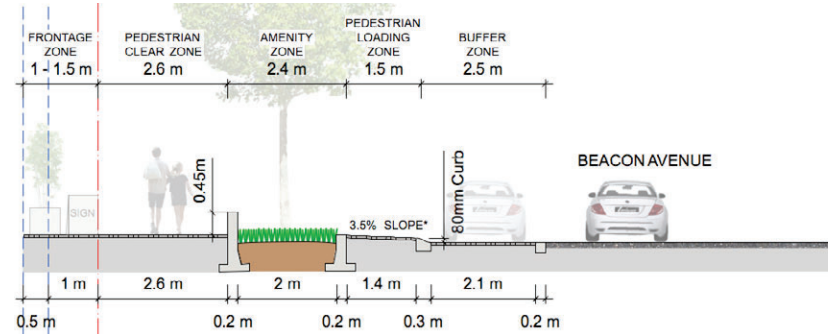 FRONTAGE
ZONE
1 - 1.5 m
PEDESTRIAN
CLEAR ZONE
2.6 m
AMENITY
ZONE
2.4 m
PEDESTRIAN
LOADING
ZONE
1.5 m
BUFFER
ZONE
2.5 m
BEACON AVENUE
SIGN
0.45m
3.5% SLOPE*
80mm Curb
1 m
2.6 m
2 m
1.4 m
2.1 m
0.5 m
0.2 m
0.2 m
0.3 m
0.2 m